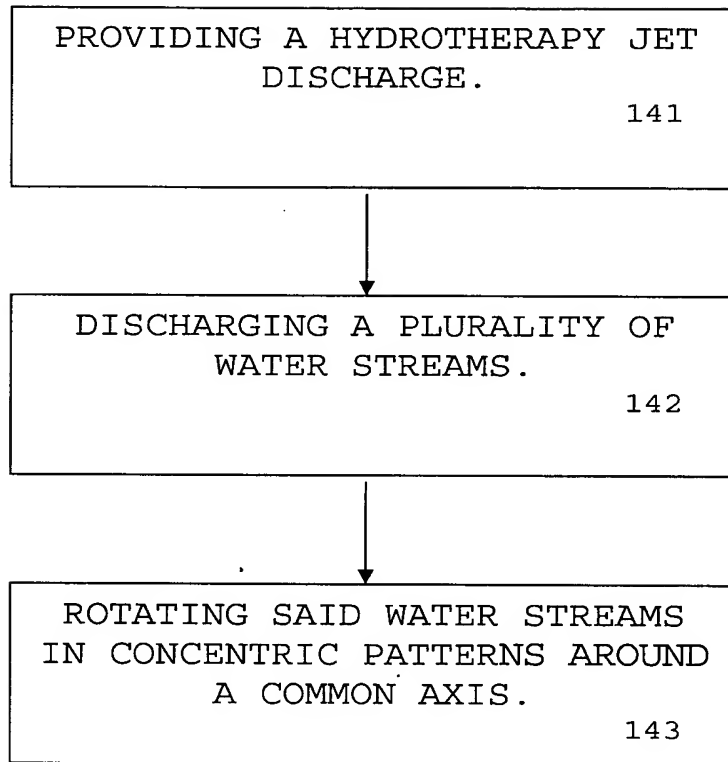 PROVIDING A HYDROTHERAPY JET
DISCHARGE.
141
DISCHARGING A PLURALITY OF
WATER STREAMS.
142
ROTATING SAID WATER STREAMS
IN CONCENTRIC PATTERNS AROUND
A COMMON AXIS.
143